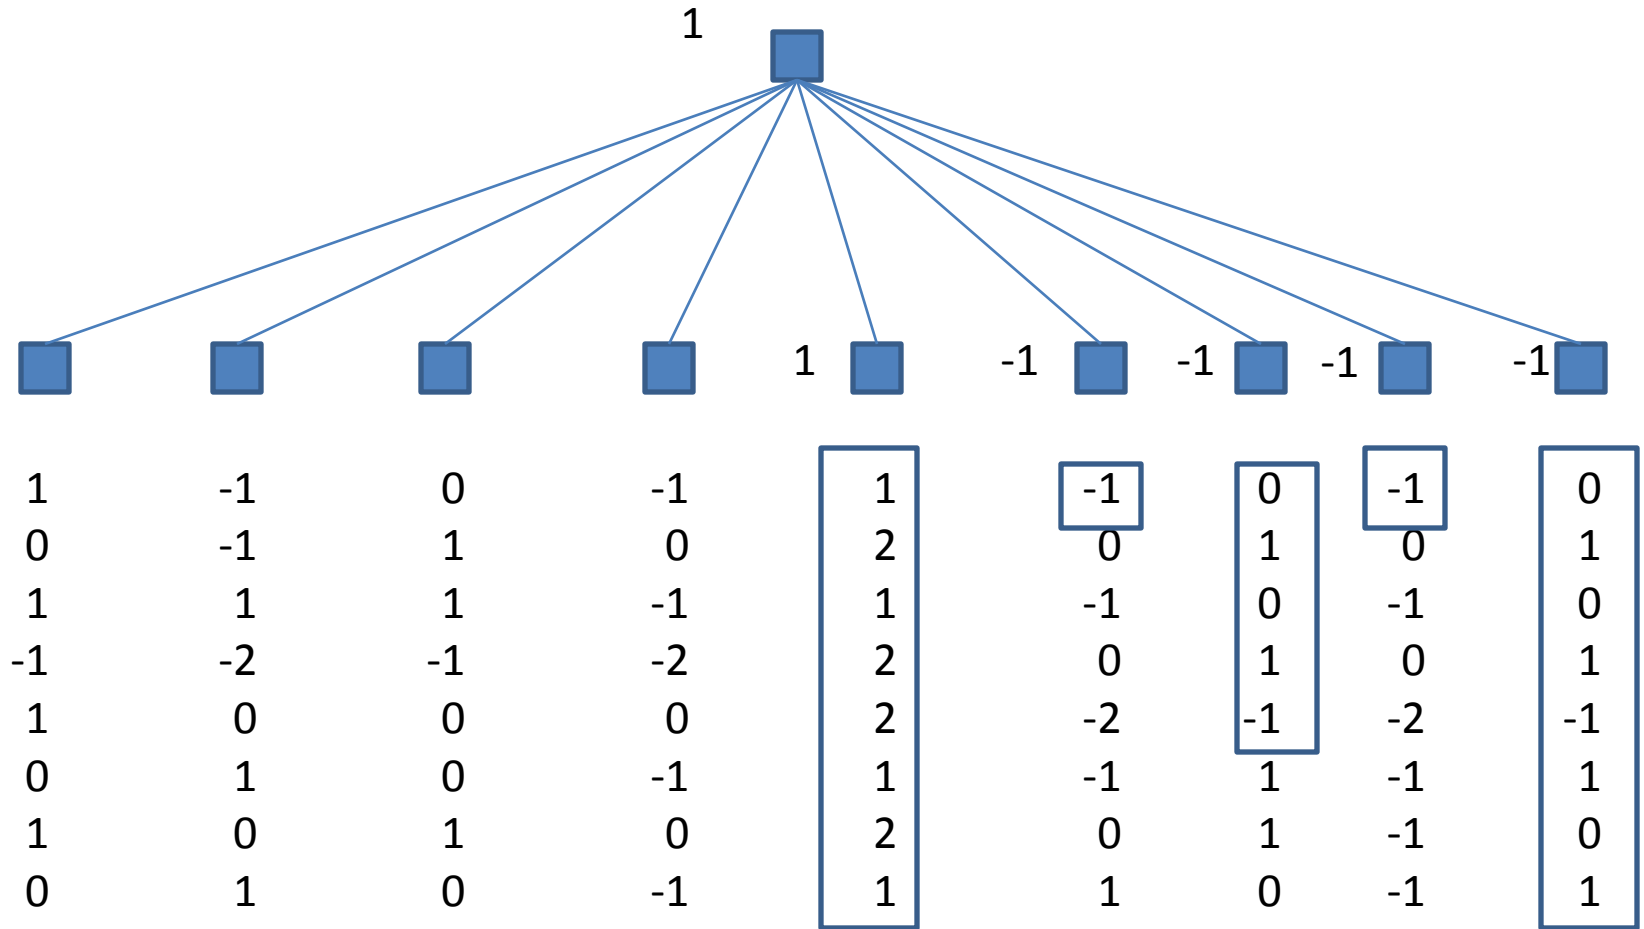 1
1 -1 -1 -1 -1
1 -1 0 -1 1 -1 0 -1 0
0 -1 1 0 2 0 1 0 1
1 1 1 -1 1 -1 0 -1 0
-1 -2 -1 -2 2 0 1 0 1
1 0 0 0 2 -2 -1 -2 -1
0 1 0 -1 1 -1 1 -1 1
1 0 1 0 2 0 1 -1 0
0 1 0 -1 1 1 0 -1 1